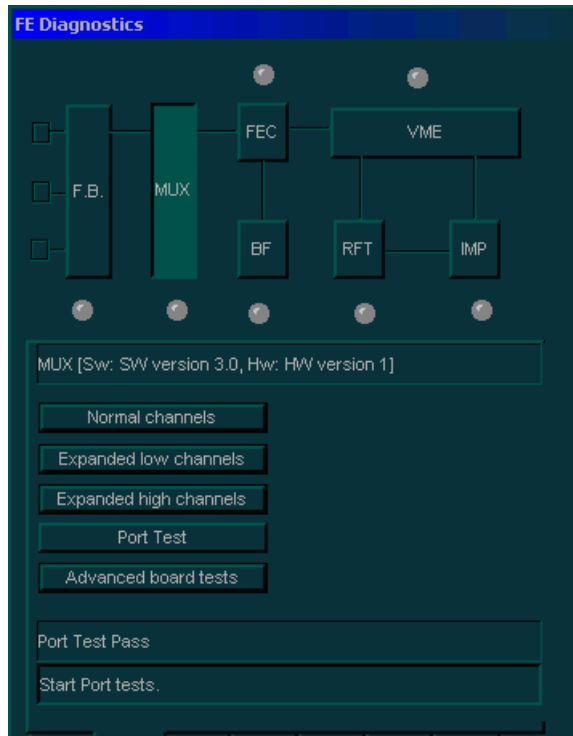 FE Diagnostics
FEC
VME
F.B.
MUX
BF
RFT
IMP
MUX [Sw: SW version 3.0, Hw: HW version 1]
Normal channels
Expanded low channels
Expanded high channels
Port Test
Advanced board tests
Port Test Pass
Start Port tests.